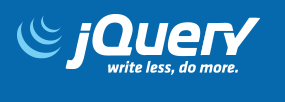 jQuery
write less, do more.